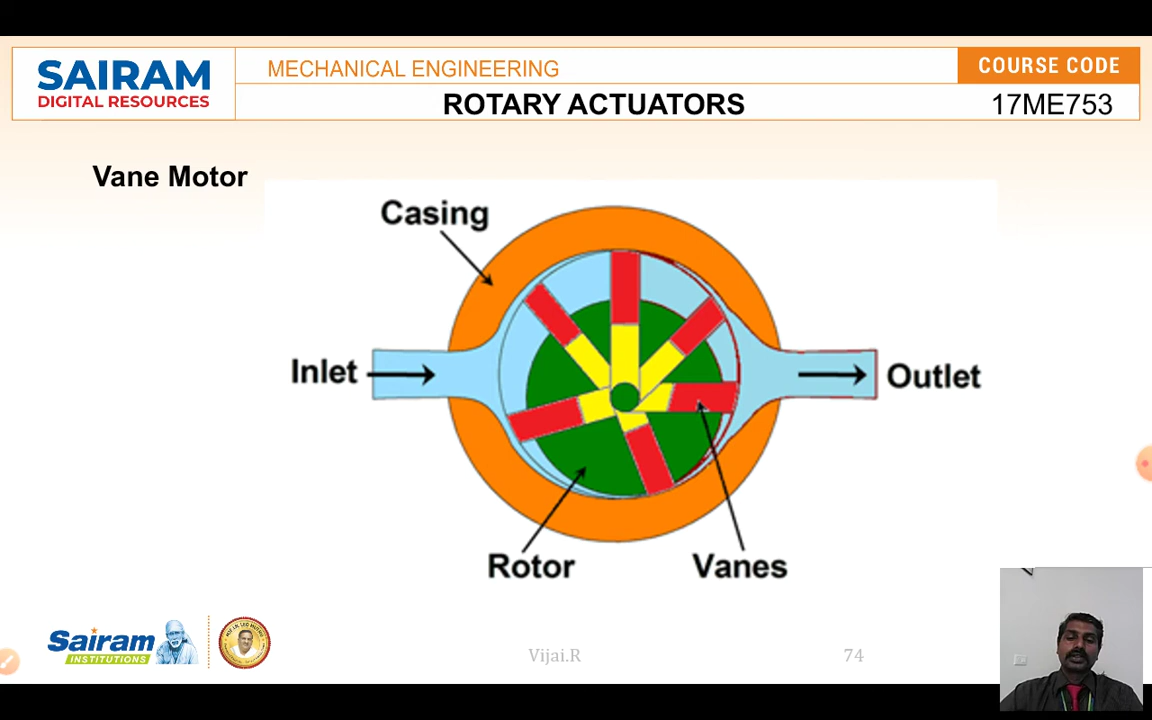 SAIRAM
DIGITAL RESOURCES
MECHANICAL ENGINEERING
COURSE CODE
ROTARY ACTUATORS
17ME753
Vane Motor
Casing
Inlet
Outlet
Rotor
Vanes
Sairam
INSTITUTIONS
Vijai.R
74